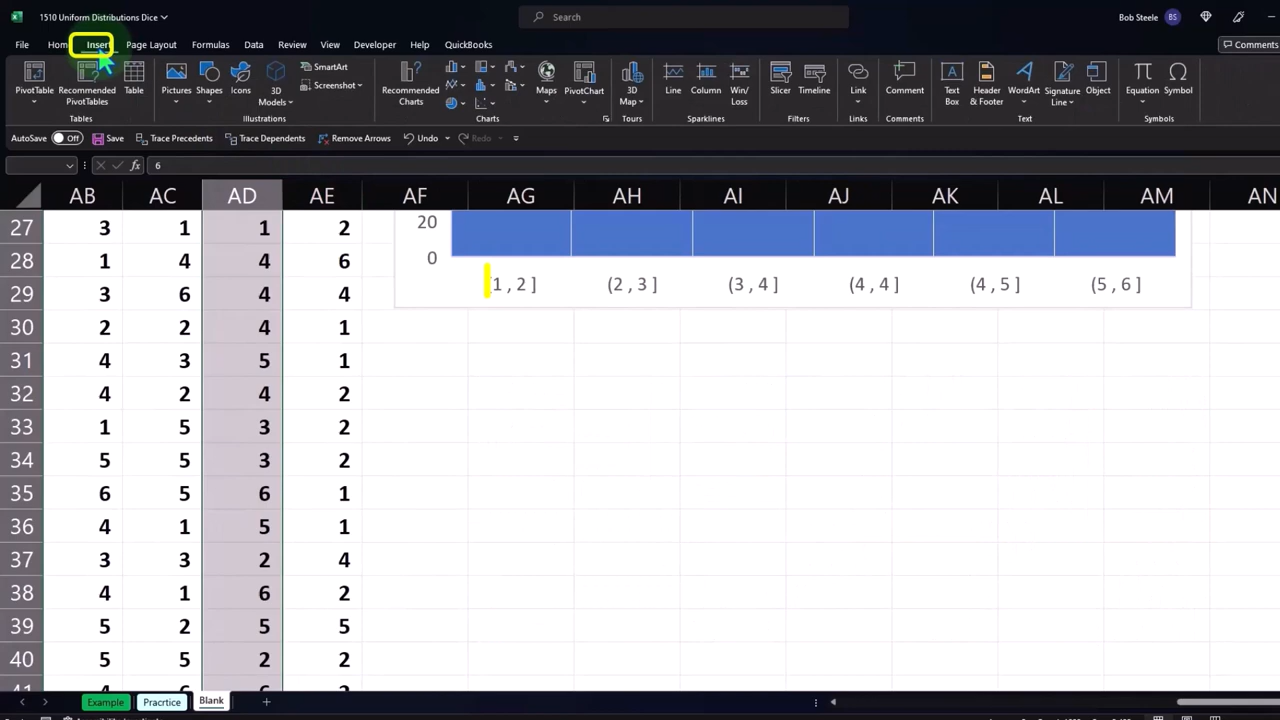 1510 Uniform Distributions Dice
Search
Bob Steele BS
File Home Insert Page Layout Formulas Data Review View Developer Help QuickBooks
Comments
PivotTable Recommended PivotTables Table Pictures Shapes Icons 3D Models SmartArt Screenshot Recommended Charts Maps PivotChart 3D Map Line Column Win/Loss Slicer Timeline Link Comment Text Box Header & Footer WordArt Signature Line Object Equation Symbol
Tables Illustrations Charts Tours Sparklines Filters Links Comments Text Symbols
AutoSave Off Save Trace Precedents Trace Dependents Remove Arrows Undo Redo
fx 6
AB AC AD AE AF AG AH AI AJ AK AL AM AN
27 3 1 1 2 20
28 1 4 4 6 0
29 3 6 4 4 [1 , 2 ] (2 , 3 ] (3 , 4 ] (4 , 4 ] (4 , 5 ] (5 , 6 ]
30 2 2 4 1
31 4 3 5 1
32 4 2 4 2
33 1 5 3 2
34 5 5 3 2
35 6 5 6 1
36 4 1 5 1
37 3 3 2 4
38 4 1 6 2
39 5 2 5 5
40 5 5 2 2
Example Pracrtice Blank